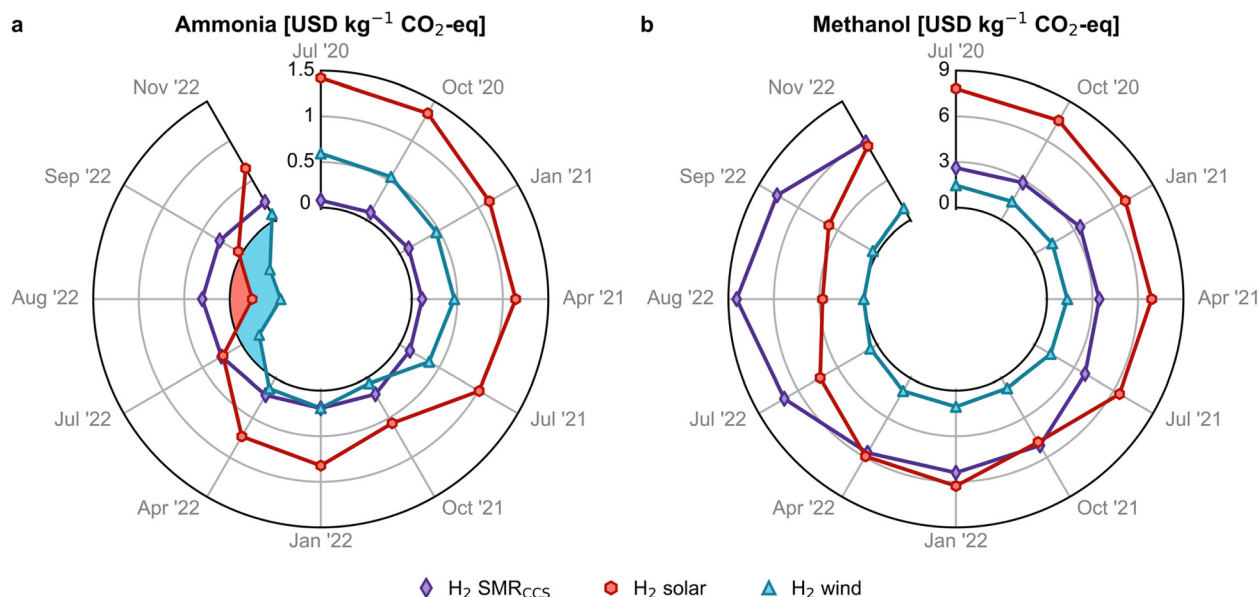 a
Ammonia [USD kg⁻¹ CO₂-eq]
Jul '20
1.5
1
0.5
0
Oct '20
Jan '21
Apr '21
Jul '21
Oct '21
Jan '22
Apr '22
Jul '22
Aug '22
Sep '22
Nov '22
b
Methanol [USD kg⁻¹ CO₂-eq]
Jul '20
9
6
3
0
Oct '20
Jan '21
Apr '21
Jul '21
Oct '21
Jan '22
Apr '22
Jul '22
Aug '22
Sep '22
Nov '22
H₂ SMR_CCS
H₂ solar
H₂ wind